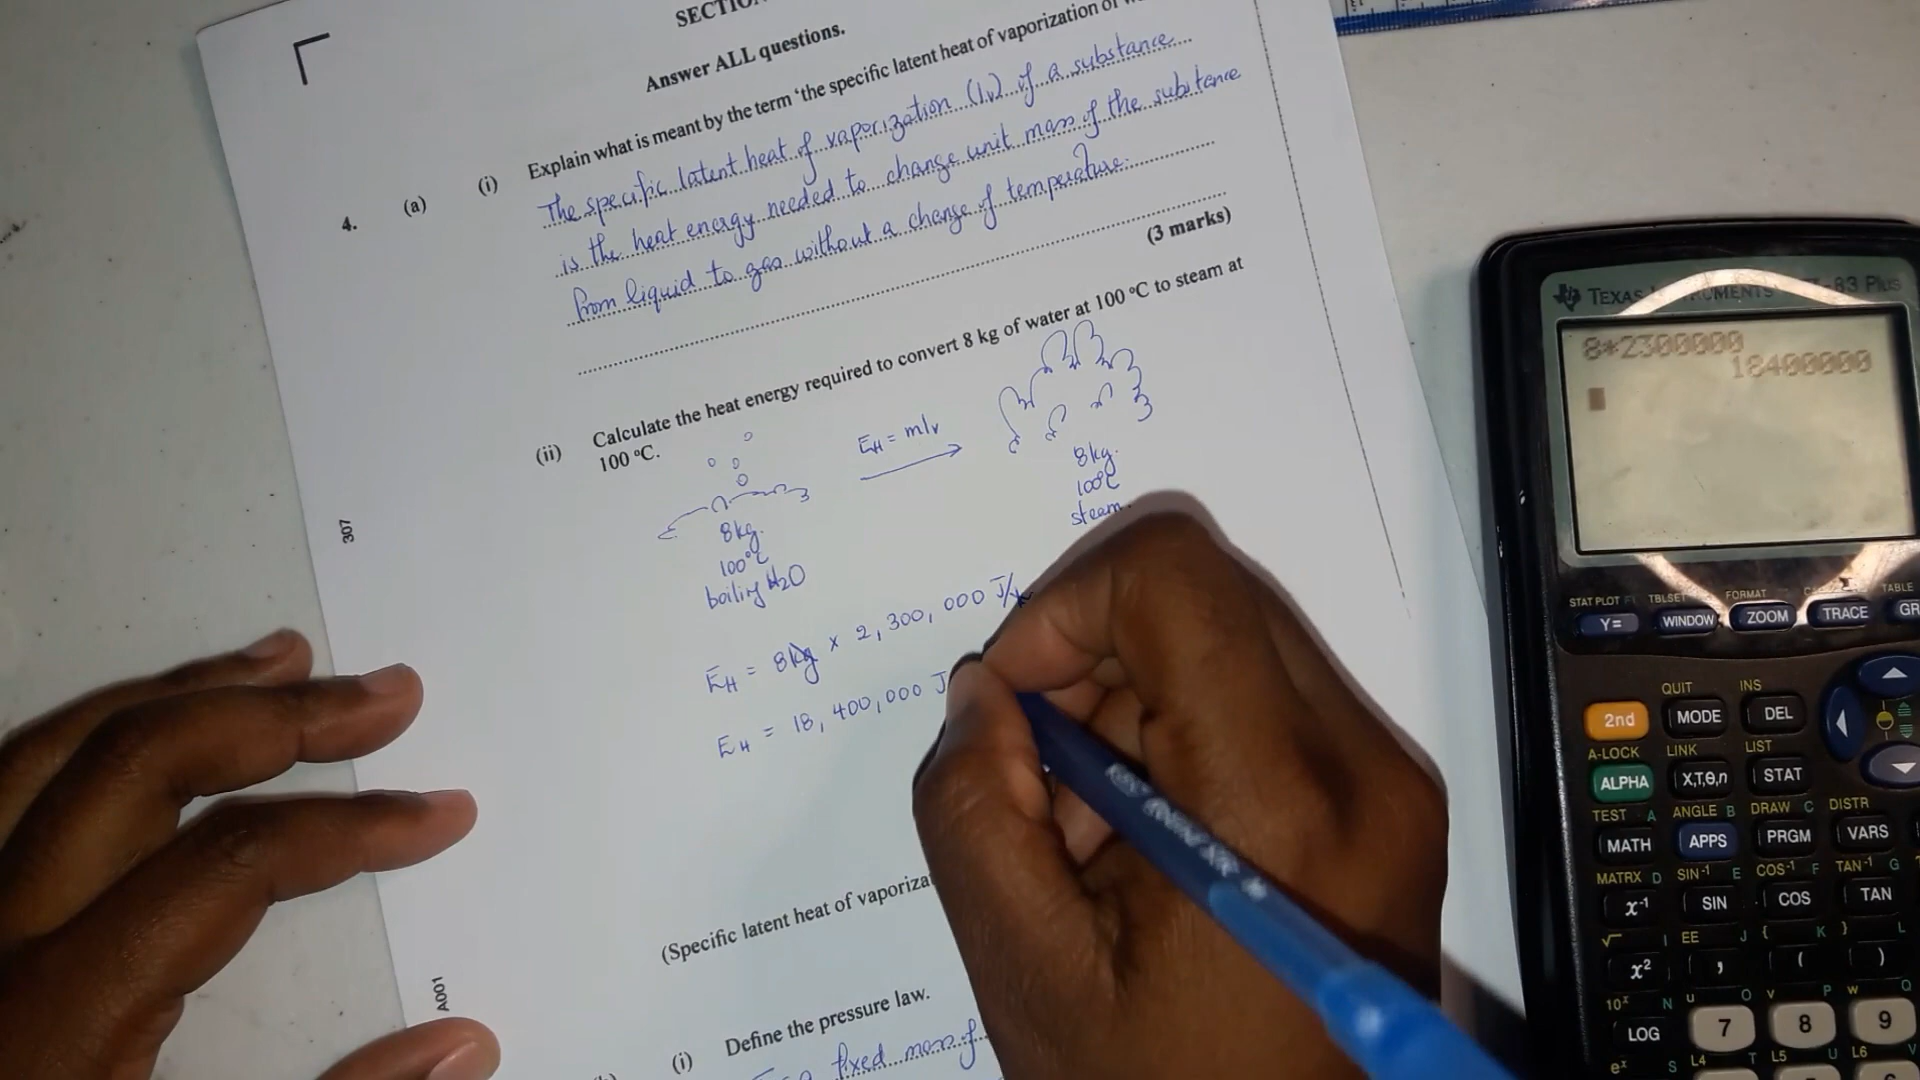 SECTIO
Answer ALL questions.
4. (a) (i) Explain what is meant by the term 'the specific latent heat of vaporization of
The specific latent heat of vaporization (lv) of a substance
is the heat energy needed to change unit mass of the substance
from liquid to gas without a change of temperature.
(3 marks)
(ii) Calculate the heat energy required to convert 8 kg of water at 100 °C to steam at
100 °C.
EH = mlv
8kg.
100°C
boiling H2O
8kg.
100°C
steam.
EH = 8kg × 2,300,000 J/k
EH = 18,400,000 J
(Specific latent heat of vaporiza
(i) Define the pressure law.
fixed mass of
307
A001
TEXAS INSTRUMENTS -83 Plus
8*2300000
18400000
STAT PLOT TBLSET FORMAT TABLE
Y= WINDOW ZOOM TRACE GR
QUIT INS
2nd MODE DEL
A-LOCK LINK LIST
ALPHA X,T,θ,n STAT
TEST A ANGLE B DRAW C DISTR
MATH APPS PRGM VARS
MATRX D SIN-1 E COS-1 F TAN-1 G
x-1 SIN COS TAN
√ I EE J { K } L
x2 , ( )
10x N u O v P w Q
LOG 7 8 9
ex S L4 T L5 U L6 V